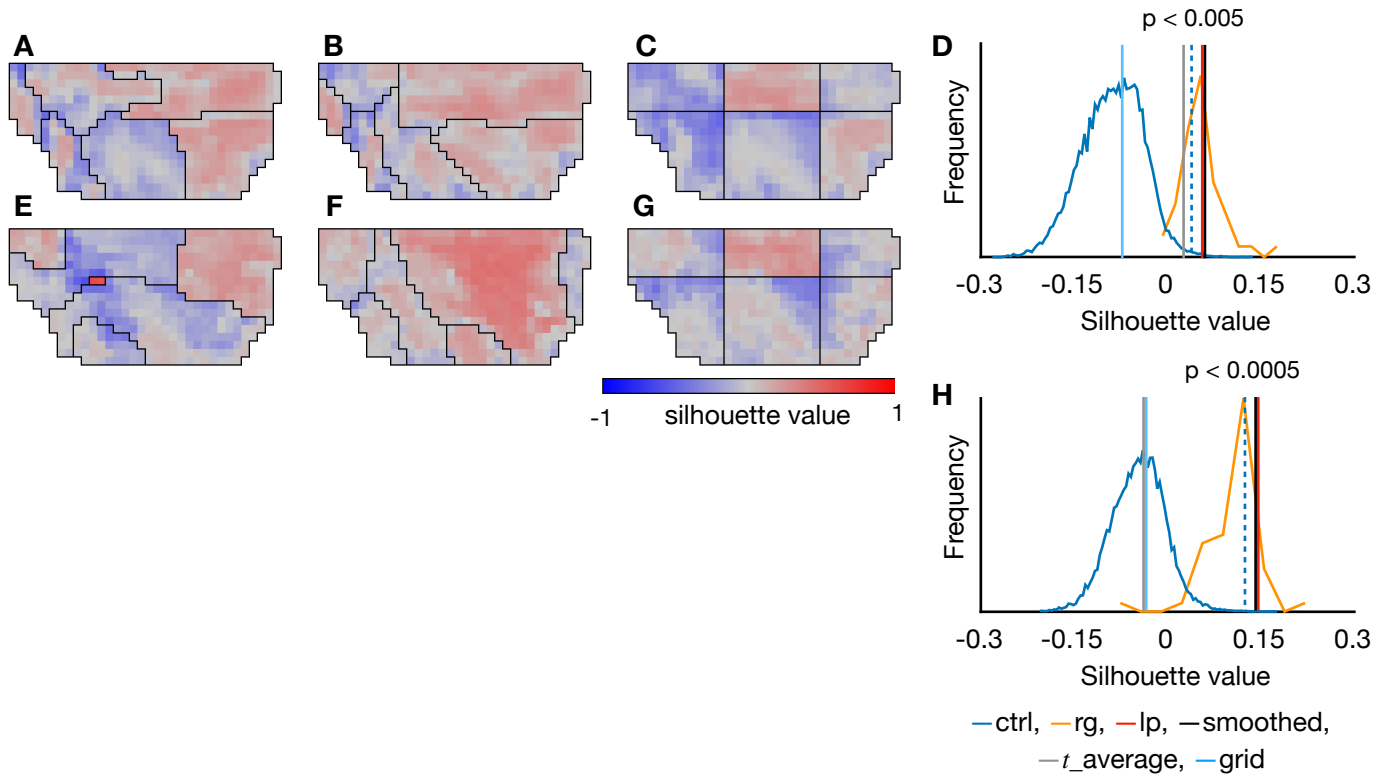 A
B
C
E
F
G
-1
silhouette value
1
p < 0.005
D
Frequency
-0.3 -0.15 0 0.15 0.3
Silhouette value
p < 0.0005
H
Frequency
-0.3 -0.15 0 0.15 0.3
Silhouette value
ctrl, rg, lp, smoothed,
t_average, grid